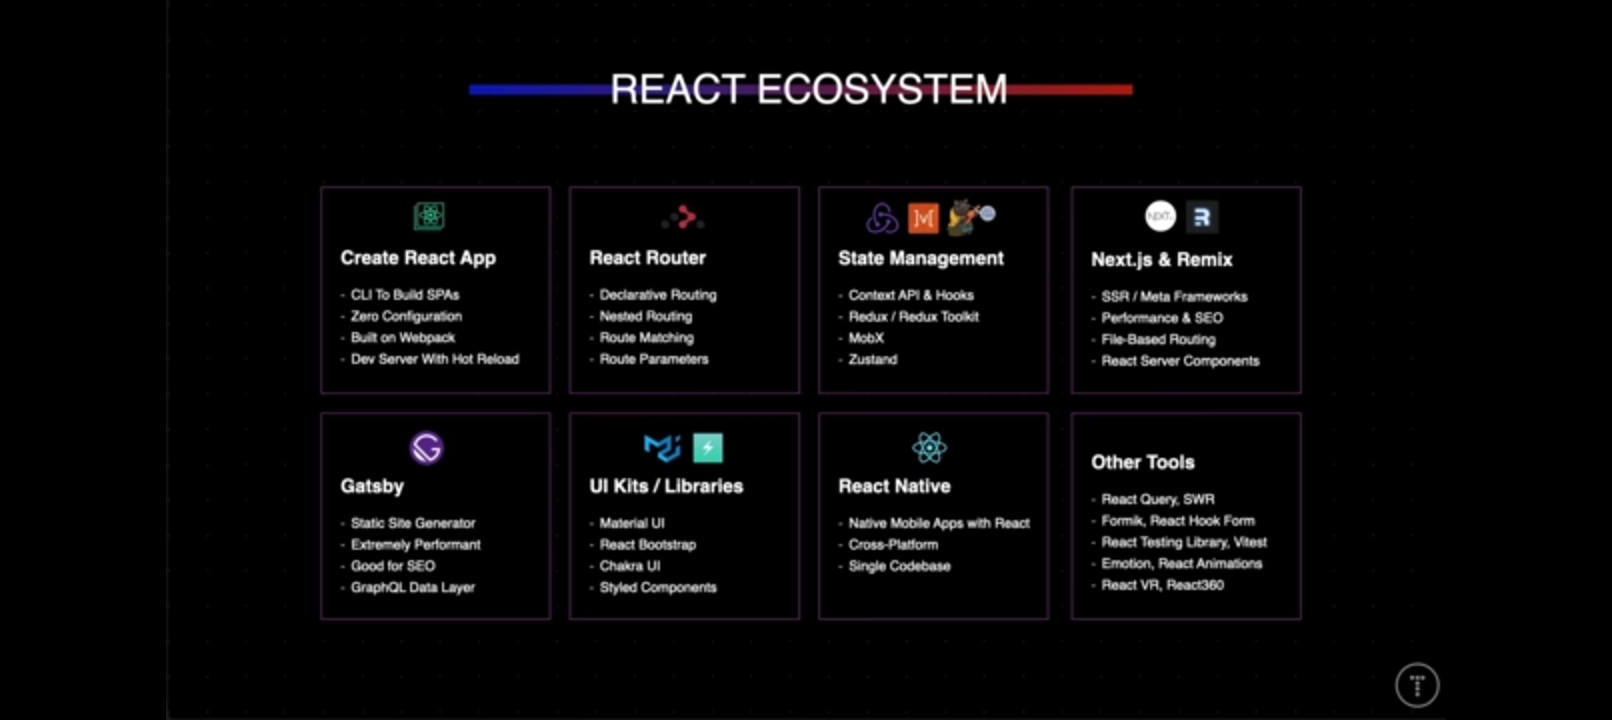 REACT ECOSYSTEM
Create React App
- CLI To Build SPAs
- Zero Configuration
- Built on Webpack
- Dev Server With Hot Reload
React Router
- Declarative Routing
- Nested Routing
- Route Matching
- Route Parameters
State Management
- Context API & Hooks
- Redux / Redux Toolkit
- MobX
- Zustand
NEXT.js
R
Next.js & Remix
- SSR / Meta Frameworks
- Performance & SEO
- File-Based Routing
- React Server Components
Gatsby
- Static Site Generator
- Extremely Performant
- Good for SEO
- GraphQL Data Layer
UI Kits / Libraries
- Material UI
- React Bootstrap
- Chakra UI
- Styled Components
React Native
- Native Mobile Apps with React
- Cross-Platform
- Single Codebase
Other Tools
- React Query, SWR
- Formik, React Hook Form
- React Testing Library, Vitest
- Emotion, React Animations
- React VR, React360